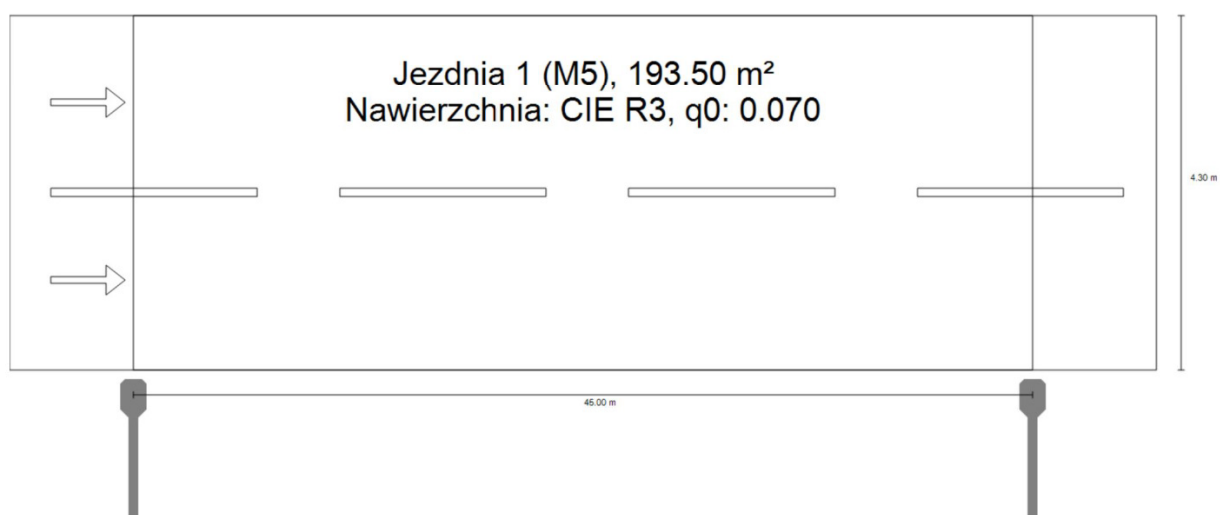 Jezdnia 1 (M5), 193.50 m²
Nawierzchnia: CIE R3, q0: 0.070
4.30 m
45.00 m